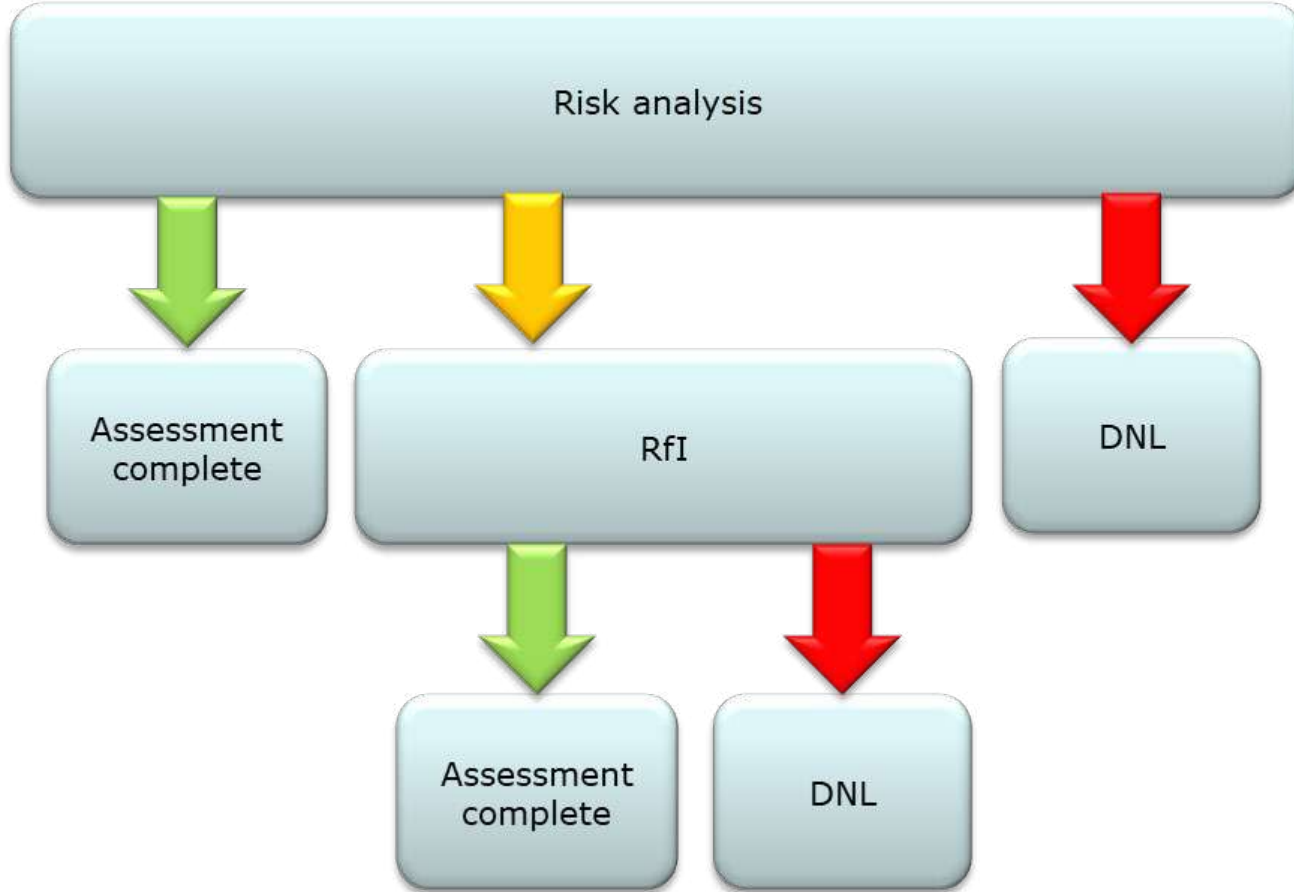 Risk analysis
Assessment
complete
RfI
DNL
Assessment
complete
DNL